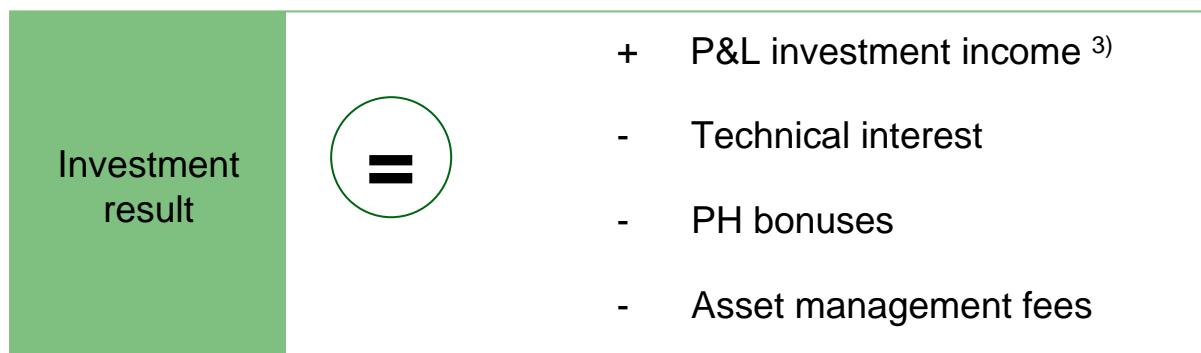 Investment
result
=
+ P&L investment income ³⁾
- Technical interest
- PH bonuses
- Asset management fees